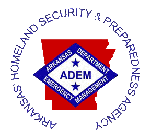 ARKANSAS HOMELAND SECURITY & PREPAREDNESS AGENCY
ARKANSAS DEPARTMENT
ADEM
EMERGENCY MANAGEMENT